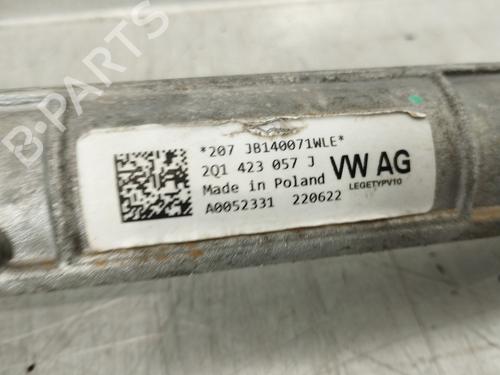 *207 JB140071WLE*
2Q1 423 057 J
VW AG
Made in Poland
LEGETYPV10
A0052331 220622
B-PARTS